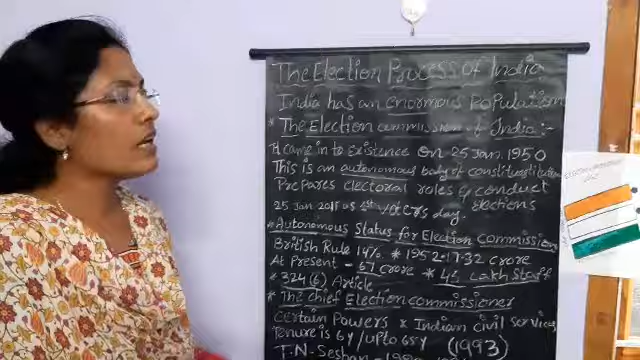 The Election Process of India
India has an enormous population
* The Election commission of India :-
It came in to existence on 25 Jan. 1950
This is an autonomous body of
Prepares electoral roles & conduct
elections
25 Jan 2011 as 1st voters day.
* Autonomous Status for Election Commission
British Rule 14% * 1952-17.32 crore
At Present - 67 crore * 45 Lakh Staff
* 324(6) Article
* The Chief Election commissioner
Certain Powers * Indian Civil Services
Tenure is 6y / upto 65y (1993)
T.N. Seshan -